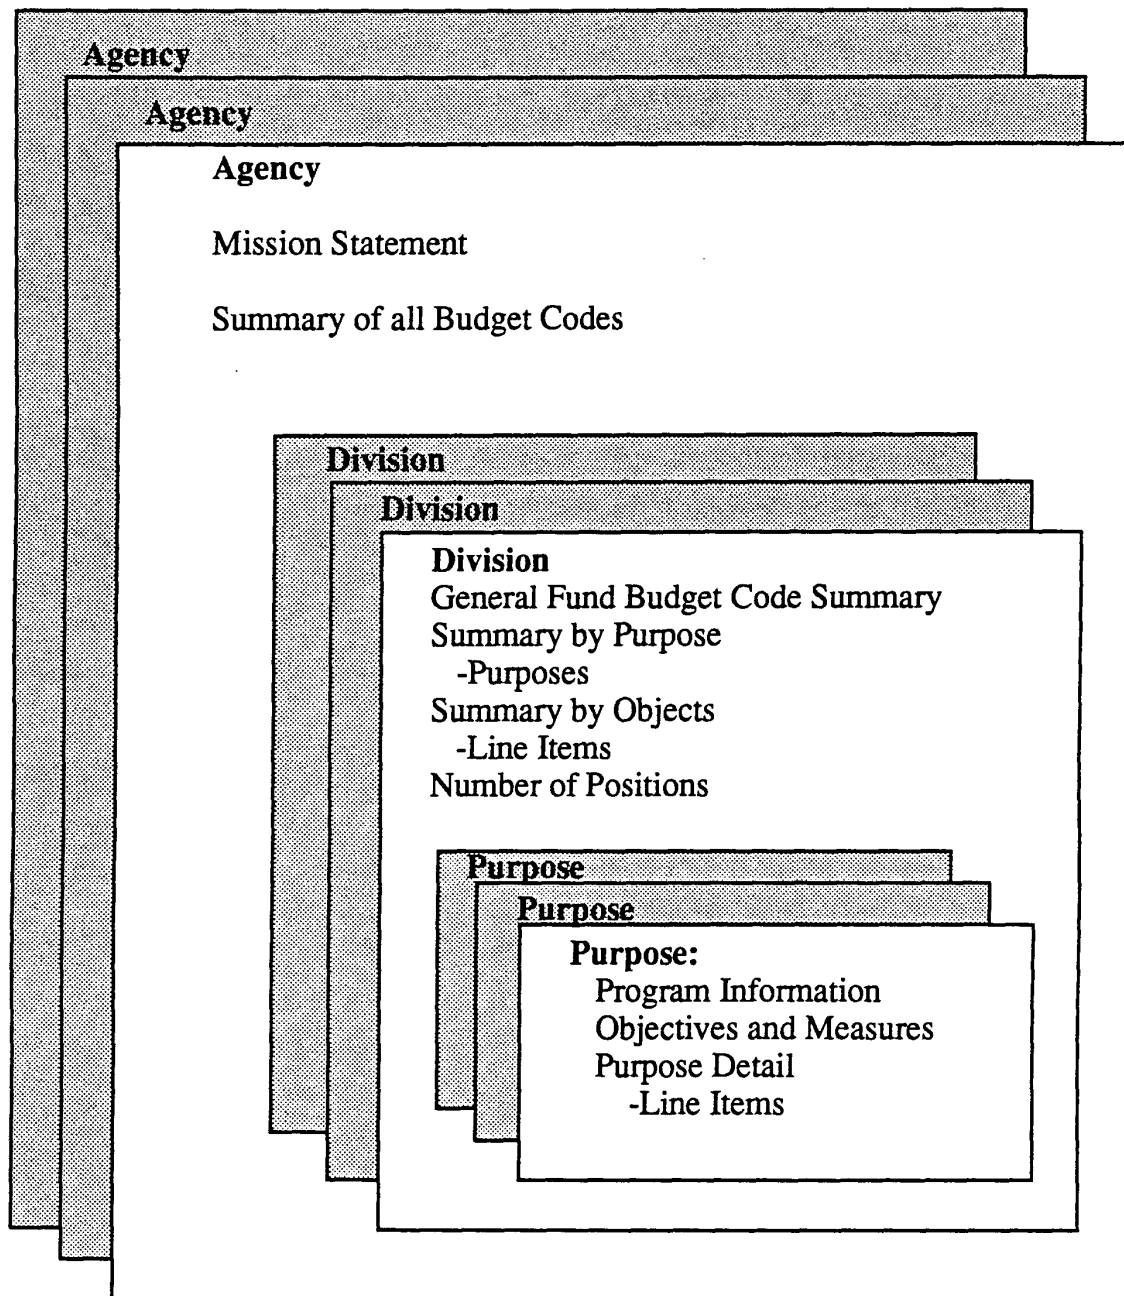 Agency
Agency
Agency
Mission Statement
Summary of all Budget Codes
Division
Division
Division
General Fund Budget Code Summary
Summary by Purpose
-Purposes
Summary by Objects
-Line Items
Number of Positions
Purpose
Purpose
Purpose:
Program Information
Objectives and Measures
Purpose Detail
-Line Items